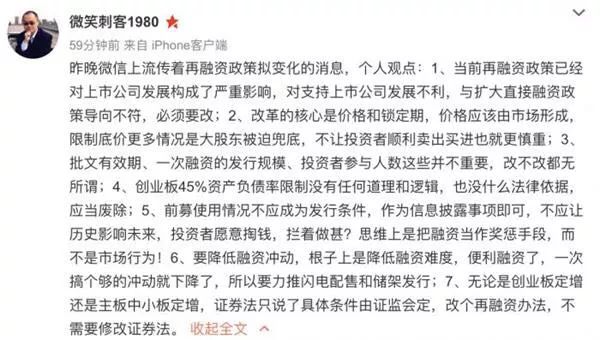 微笑刺客1980
59分钟前 来自 iPhone客户端
昨晚微信上流传着再融资政策拟变化的消息，个人观点：1、当前再融资政策已经
对上市公司发展构成了严重影响，对支持上市公司发展不利，与扩大直接融资政
策导向不符，必须要改；2、改革的核心是价格和锁定期，价格应该由市场形成，
限制底价更多情况是大股东被迫兜底，不让投资者顺利卖出买进也就更慎重；3、
批文有效期、一次融资的发行规模、投资者参与人数这些并不重要，改不改都无
所谓；4、创业板45%资产负债率限制没有任何道理和逻辑，也没什么法律依据，
应当废除；5、前募使用情况不应成为发行条件，作为信息披露事项即可，不应让
历史影响未来，投资者愿意掏钱，拦着做甚？思维上是把融资当作奖惩手段，而
不是市场行为！6、要降低融资冲动，根子上是降低融资难度，便利融资了，一次
搞个够的冲动就下降了，所以要力推闪电配售和储架发行；7、无论是创业板定增
还是主板中小板定增，证券法只说了具体条件由证监会定，改个再融资办法，不
需要修改证券法。 收起全文